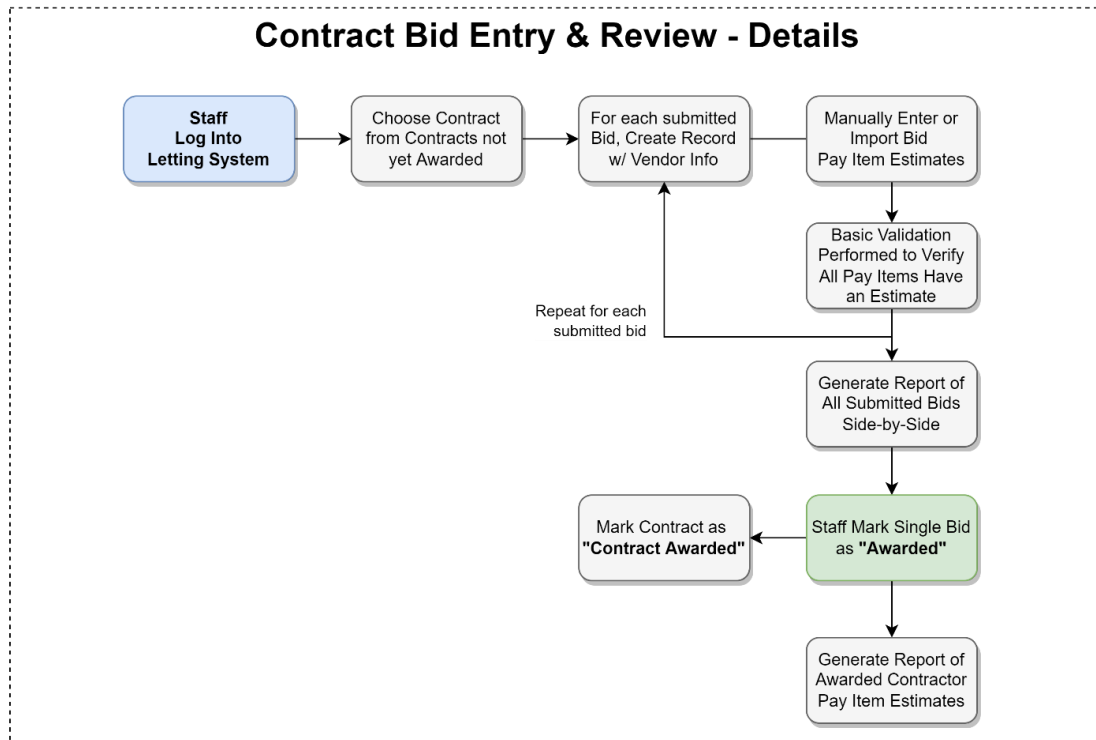 Contract Bid Entry & Review - Details
Staff
Log Into
Letting System
Choose Contract
from Contracts not
yet Awarded
For each submitted
Bid, Create Record
w/ Vendor Info
Manually Enter or
Import Bid
Pay Item Estimates
Basic Validation
Performed to Verify
All Pay Items Have
an Estimate
Repeat for each
submitted bid
Generate Report of
All Submitted Bids
Side-by-Side
Staff Mark Single Bid
as "Awarded"
Mark Contract as
"Contract Awarded"
Generate Report of
Awarded Contractor
Pay Item Estimates